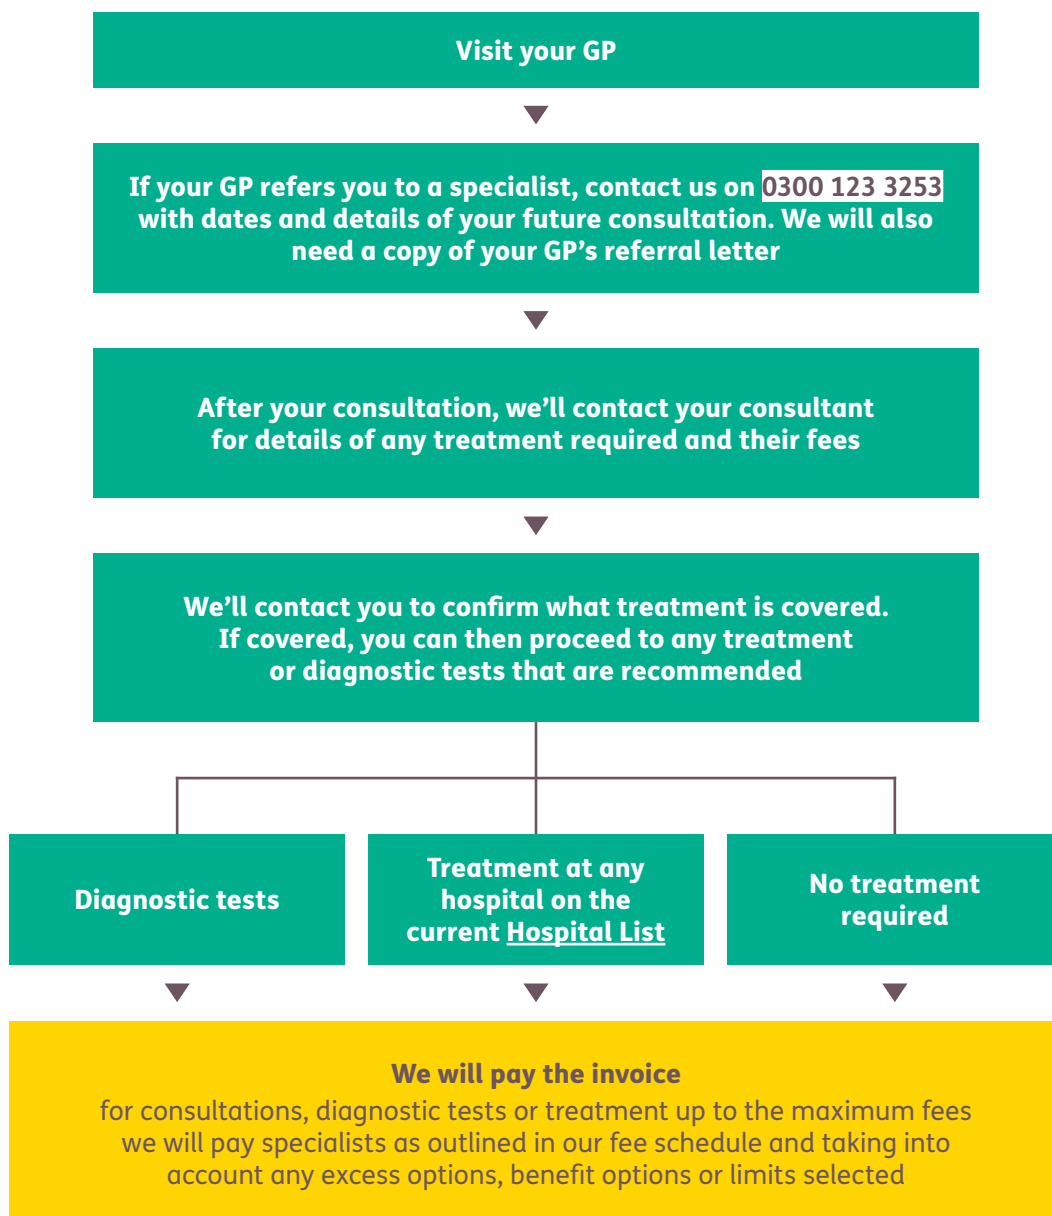 Visit your GP
If your GP refers you to a specialist, contact us on 0300 123 3253
with dates and details of your future consultation. We will also
need a copy of your GP’s referral letter
After your consultation, we’ll contact your consultant
for details of any treatment required and their fees
We’ll contact you to confirm what treatment is covered.
If covered, you can then proceed to any treatment
or diagnostic tests that are recommended
Diagnostic tests
Treatment at any
hospital on the
current Hospital List
No treatment
required
We will pay the invoice
for consultations, diagnostic tests or treatment up to the maximum fees
we will pay specialists as outlined in our fee schedule and taking into
account any excess options, benefit options or limits selected